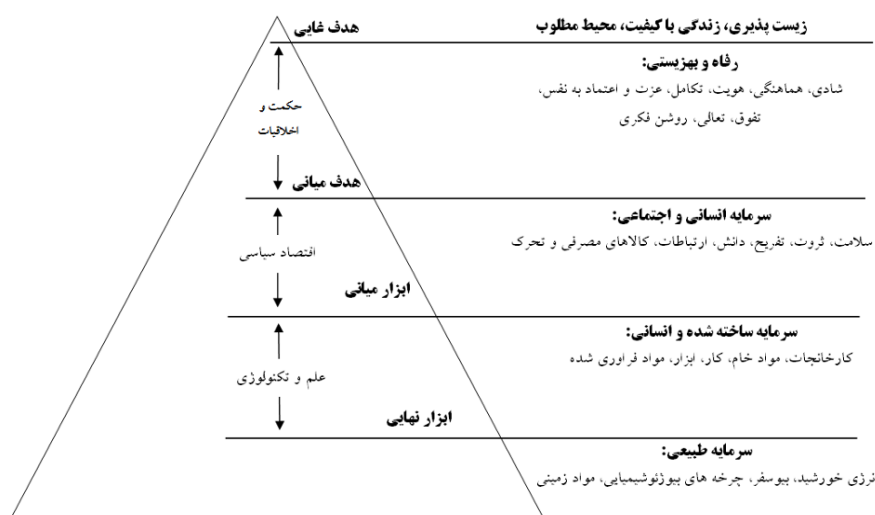 زیست پذیری، زندگی با کیفیت، محیط مطلوب
هدف غایی
رفاه و بهزیستی:
شادی، هماهنگی، هویت، تکامل، عزت و اعتماد به نفس،
تفوق، تعالی، روشن فکری
حکمت و
اخلاقیات
هدف میانی
سرمایه انسانی و اجتماعی:
سلامت، ثروت، تفریح، دانش، ارتباطات، کالاهای مصرفی و تحرک
اقتصاد سیاسی
ابزار میانی
سرمایه ساخته شده و انسانی:
کارخانجات، مواد خام، کار، ابزار، مواد فراوری شده
علم و تکنولوژی
ابزار نهایی
سرمایه طبیعی:
نرژی خورشید، بیوسفر، چرخه های بیوژئوشیمیایی، مواد زمینی